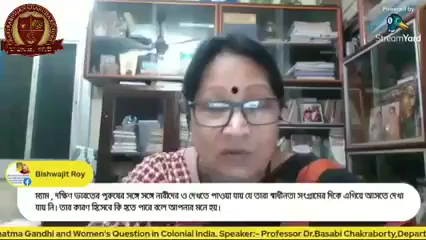 Powered by
StreamYard
Bishwajit Roy
ম্যাম , দক্ষিণ ভারতের পুরুষের সঙ্গে সঙ্গে নারীদের ও দেখতে পাওয়া যায় যে তারা স্বাধীনতা সংগ্রামের দিকে এগিয়ে আসতে দেখা
যায় নি। তার কারণ হিসেবে কি হতে পারে বলে আপনার মনে হয়।
hatma Gandhi and Women's Question in Colonial India. Speaker:- Professor Dr.Basabi Chakraborty,Depart